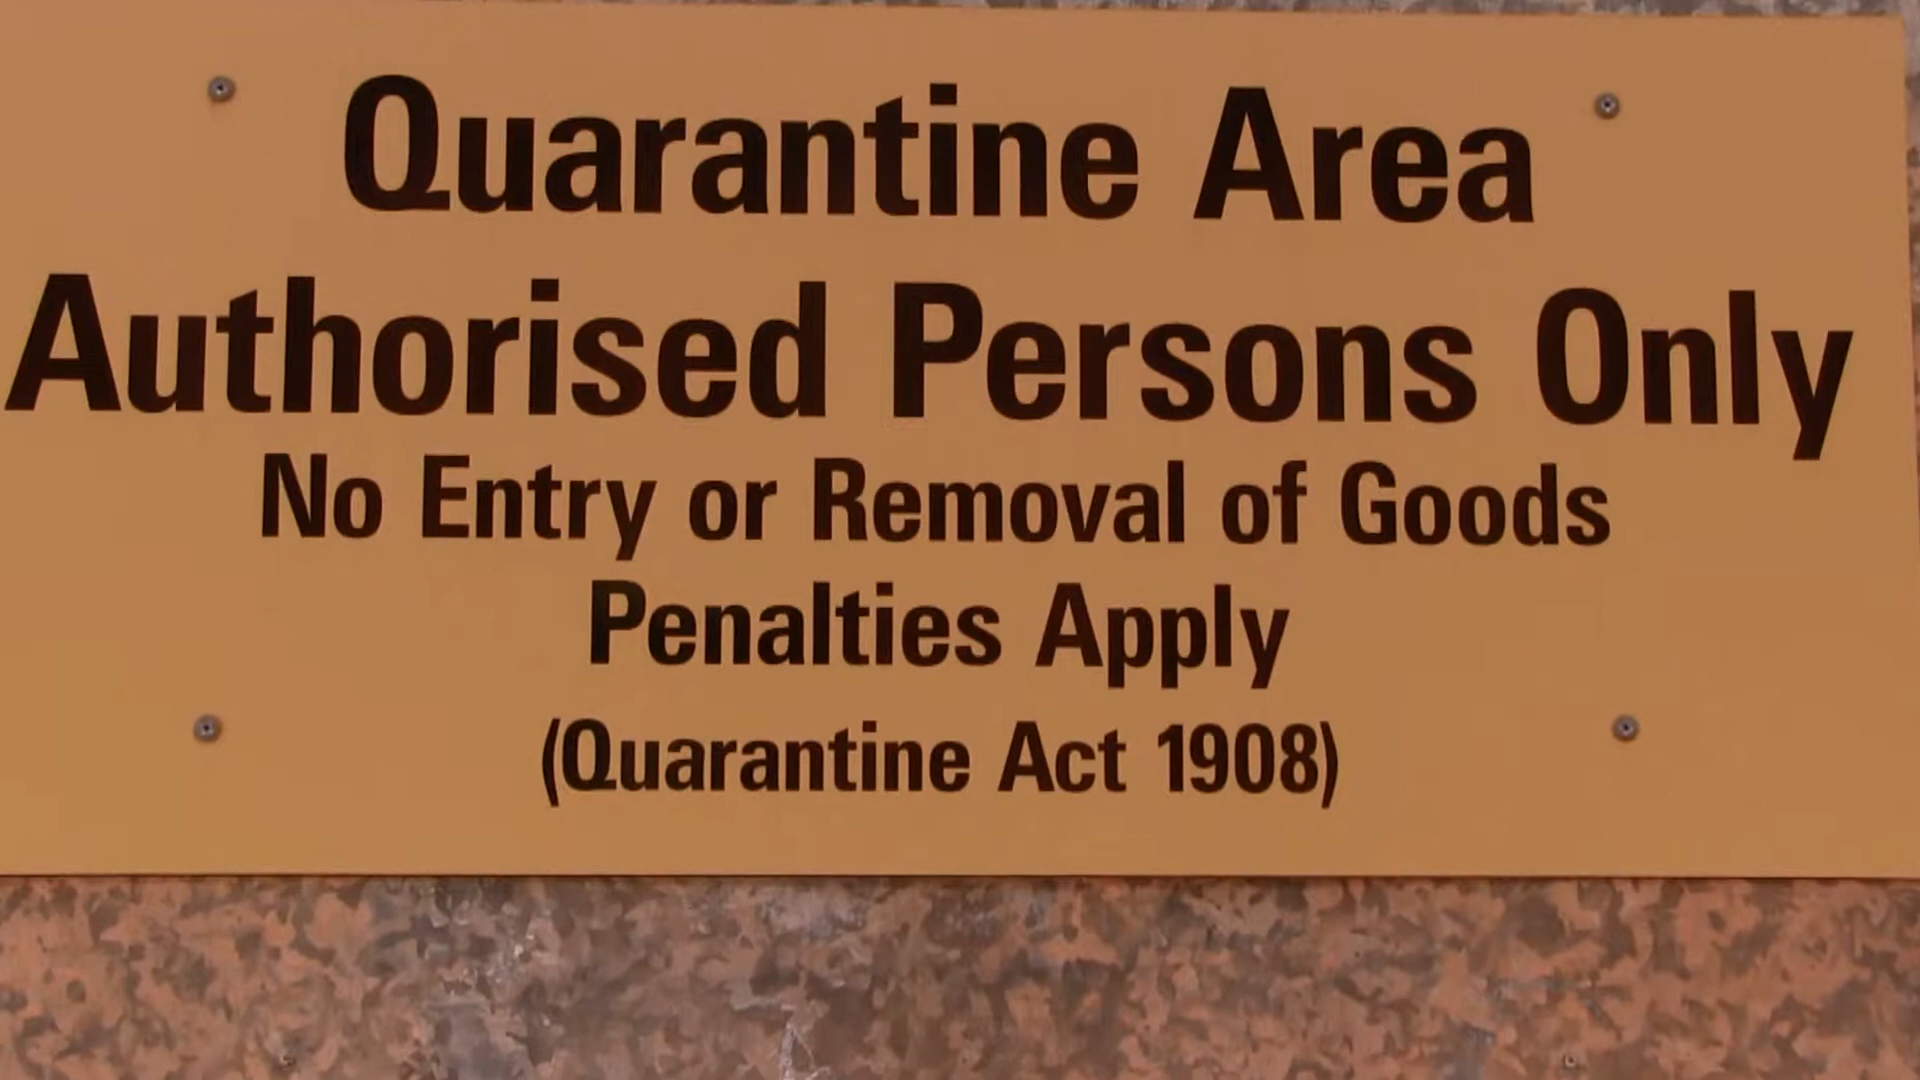 Quarantine Area
Authorised Persons Only
No Entry or Removal of Goods
Penalties Apply
(Quarantine Act 1908)